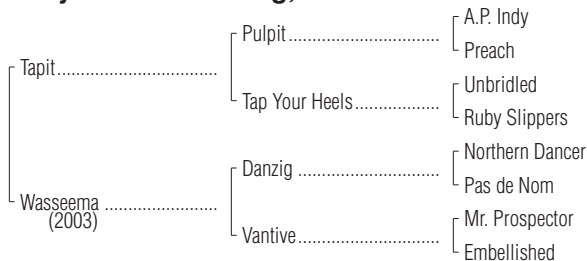 A.P. Indy
Pulpit
Preach
Tapit
Unbridled
Tap Your Heels
Ruby Slippers
Northern Dancer
Danzig
Pas de Nom
Wasseema
(2003)
Mr. Prospector
Vantive
Embellished